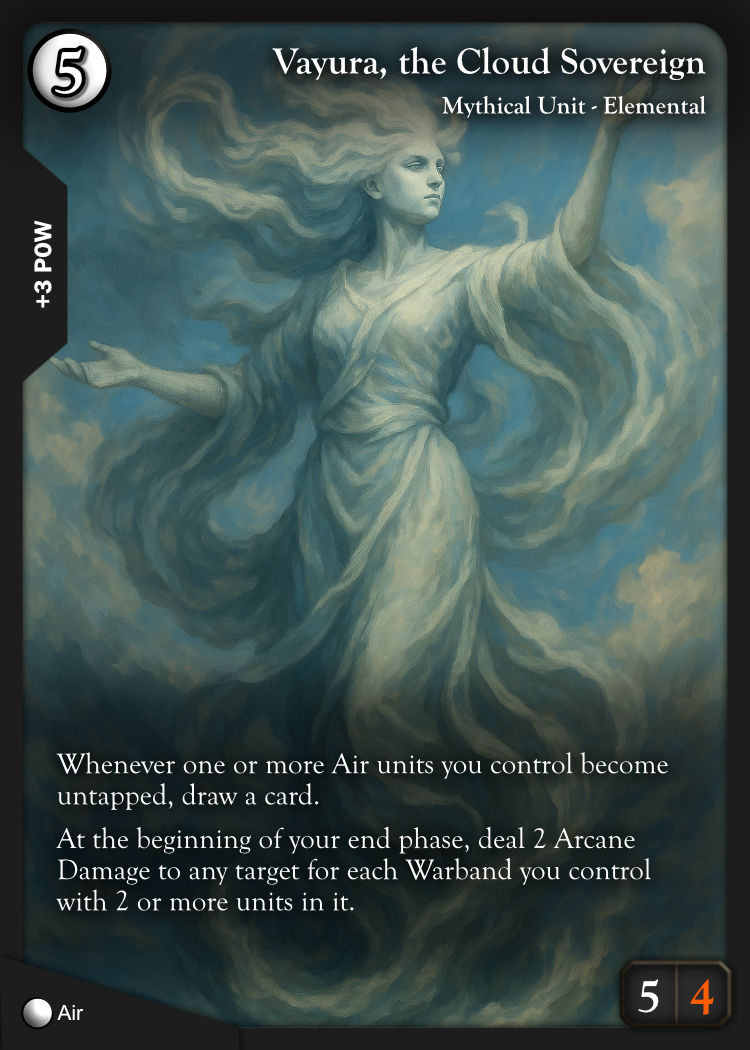 5
Vayura, the Cloud Sovereign
Mythical Unit - Elemental
+3 POW
Whenever one or more Air units you control become
untapped, draw a card.
At the beginning of your end phase, deal 2 Arcane
Damage to any target for each Warband you control
with 2 or more units in it.
5 4
Air